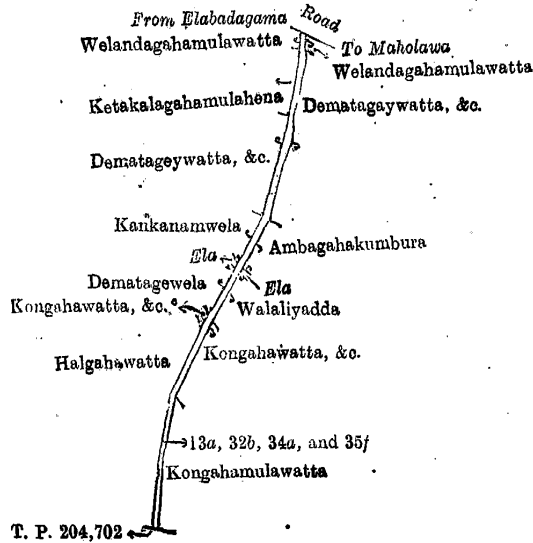 From Elabadagama Road
Welandagahamulawatta
To Maholawa
Welandagahamulawatta
Ketakalagahamulahena
Dematagaywatta, &c.
Dematageywatta, &c.
Kankanamwela
Ambagahakumbura
Ela
Dematagewela
Ela
Kongahawatta, &c.
Walaliyadda
Kongahawatta, &c.
Halgahawatta
13a, 32b, 34a, and 35f
Kongahamulawatta
T. P. 204,702